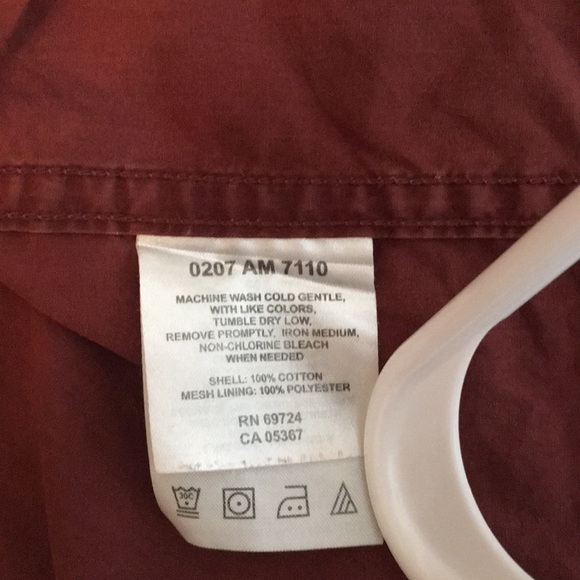 0207 AM 7110
MACHINE WASH COLD GENTLE,
WITH LIKE COLORS,
TUMBLE DRY LOW,
REMOVE PROMPTLY, IRON MEDIUM,
NON-CHLORINE BLEACH
WHEN NEEDED
SHELL: 100% COTTON
MESH LINING: 100% POLYESTER
RN 69724
CA 05367
30C